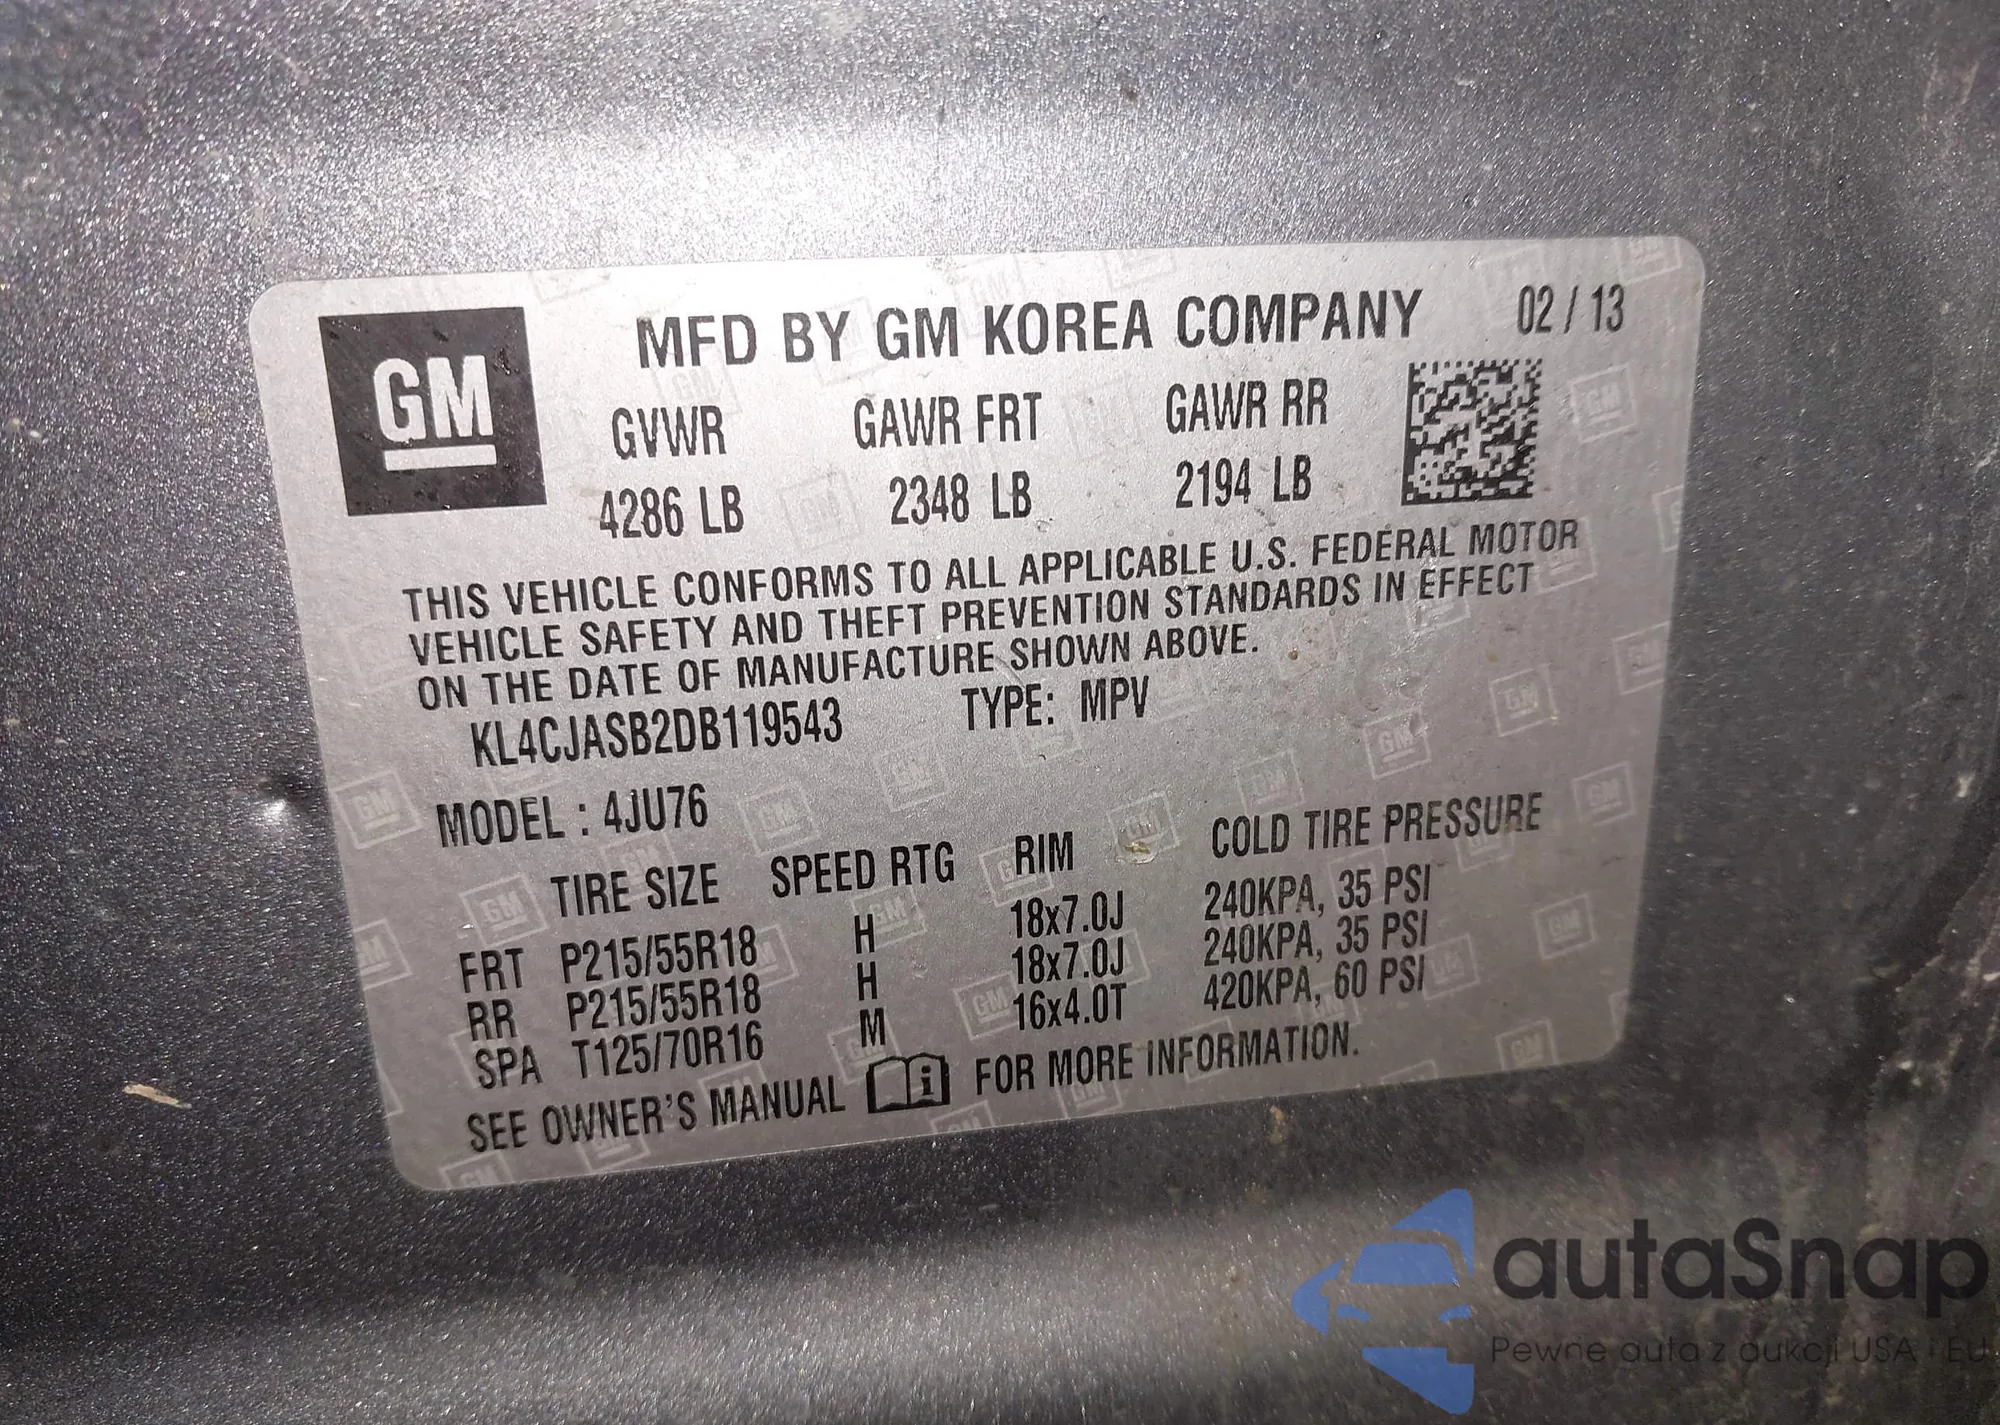 GM
MFD BY GM KOREA COMPANY 02 / 13
GVWR GAWR FRT GAWR RR
4286 LB 2348 LB 2194 LB
THIS VEHICLE CONFORMS TO ALL APPLICABLE U.S. FEDERAL MOTOR
VEHICLE SAFETY AND THEFT PREVENTION STANDARDS IN EFFECT
ON THE DATE OF MANUFACTURE SHOWN ABOVE.
KL4CJASB2DB119543 TYPE: MPV
MODEL : 4JU76
TIRE SIZE SPEED RTG RIM COLD TIRE PRESSURE
FRT P215/55R18 H 18x7.0J 240KPA, 35 PSI
RR P215/55R18 H 18x7.0J 240KPA, 35 PSI
SPA T125/70R16 M 16x4.0T 420KPA, 60 PSI
SEE OWNER'S MANUAL i FOR MORE INFORMATION.
autaSnap
Pewne auta z aukcji USA i EU